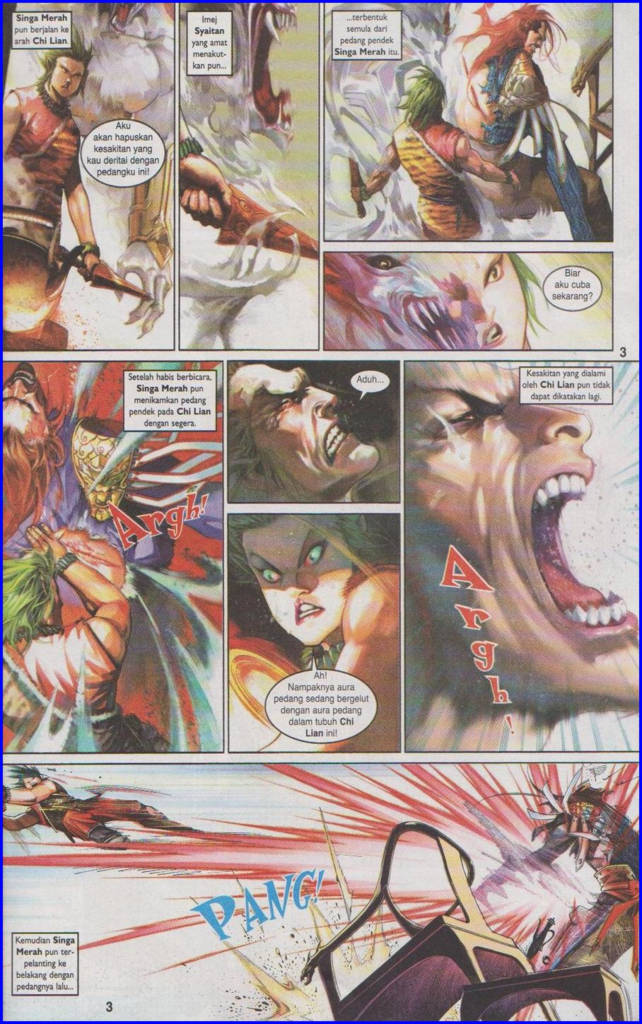 Singa Merah
pun berjalan ke
arah Chi Lian.
Aku
akan hapuskan
kesakitan yang
kau deritai dengan
pedangku ini!
Imej
Syaitan
yang amat
menakut-
kan pun...
...terbentuk
semula dari
pedang pendek
Singa Merah itu.
Biar
aku cuba
sekarang?
3
Setelah habis berbicara,
Singa Merah pun
menikamkan pedang
pendek pada Chi Lian
dengan segera.
Argh!
Aduh...
Ah!
Nampaknya aura
pedang sedang bergelut
dengan aura pedang
dalam tubuh Chi
Lian ini!
Kesakitan yang dialami
oleh Chi Lian pun tidak
dapat dikatakan lagi.
Argh!
PANG!
Kemudian Singa
Merah pun ter-
pelanting ke
belakang dengan
pedangnya lalu...
3